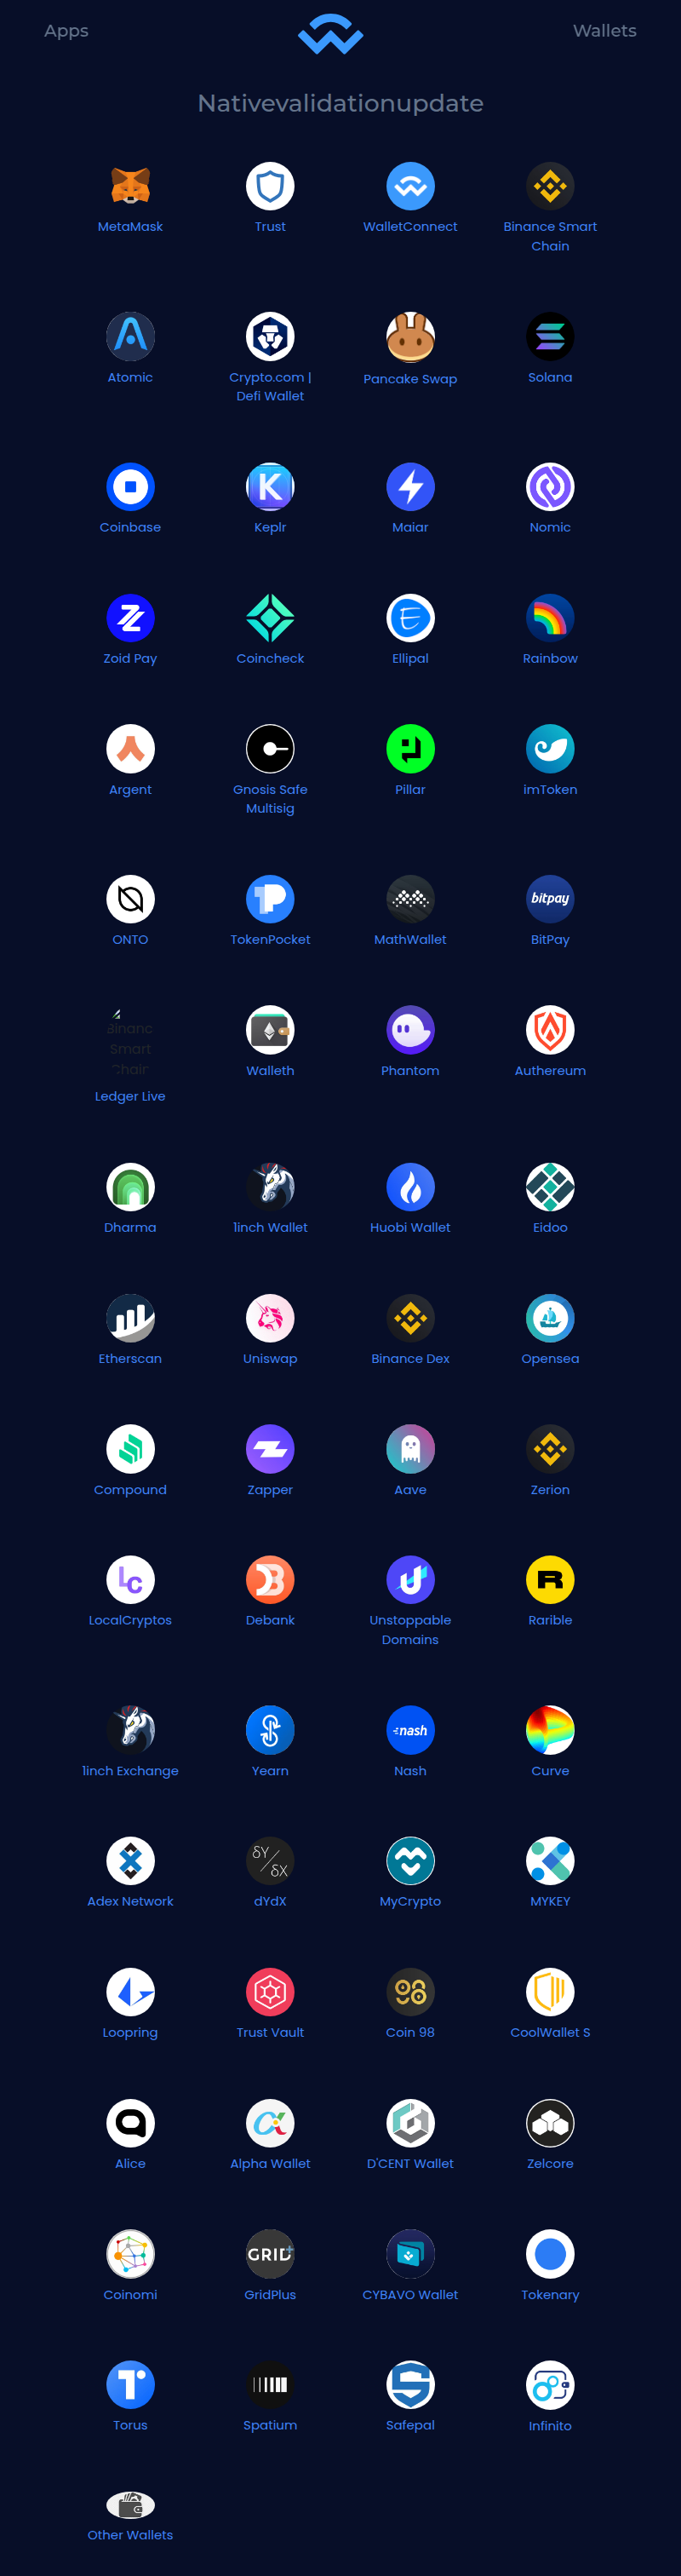 Apps
Wallets
Nativevalidationupdate
MetaMask
Trust
WalletConnect
Binance Smart
Chain
Atomic
Crypto.com |
Defi Wallet
Pancake Swap
Solana
Coinbase
Keplr
Maiar
Nomic
Zoid Pay
Coincheck
Ellipal
Rainbow
Argent
Gnosis Safe
Multisig
Pillar
imToken
bitpay
ONTO
TokenPocket
MathWallet
BitPay
Binanc
Smart
Chain
Ledger Live
Walleth
Phantom
Authereum
Dharma
1inch Wallet
Huobi Wallet
Eidoo
Etherscan
Uniswap
Binance Dex
Opensea
Compound
Zapper
Aave
Zerion
LC
R
LocalCryptos
Debank
Unstoppable
Domains
Rarible
nash
1inch Exchange
Yearn
Nash
Curve
δY/δX
Adex Network
dYdX
MyCrypto
MYKEY
98
Loopring
Trust Vault
Coin 98
CoolWallet S
Alice
Alpha Wallet
D'CENT Wallet
Zelcore
GRID+
Coinomi
GridPlus
CYBAVO Wallet
Tokenary
Torus
Spatium
Safepal
Infinito
Other Wallets